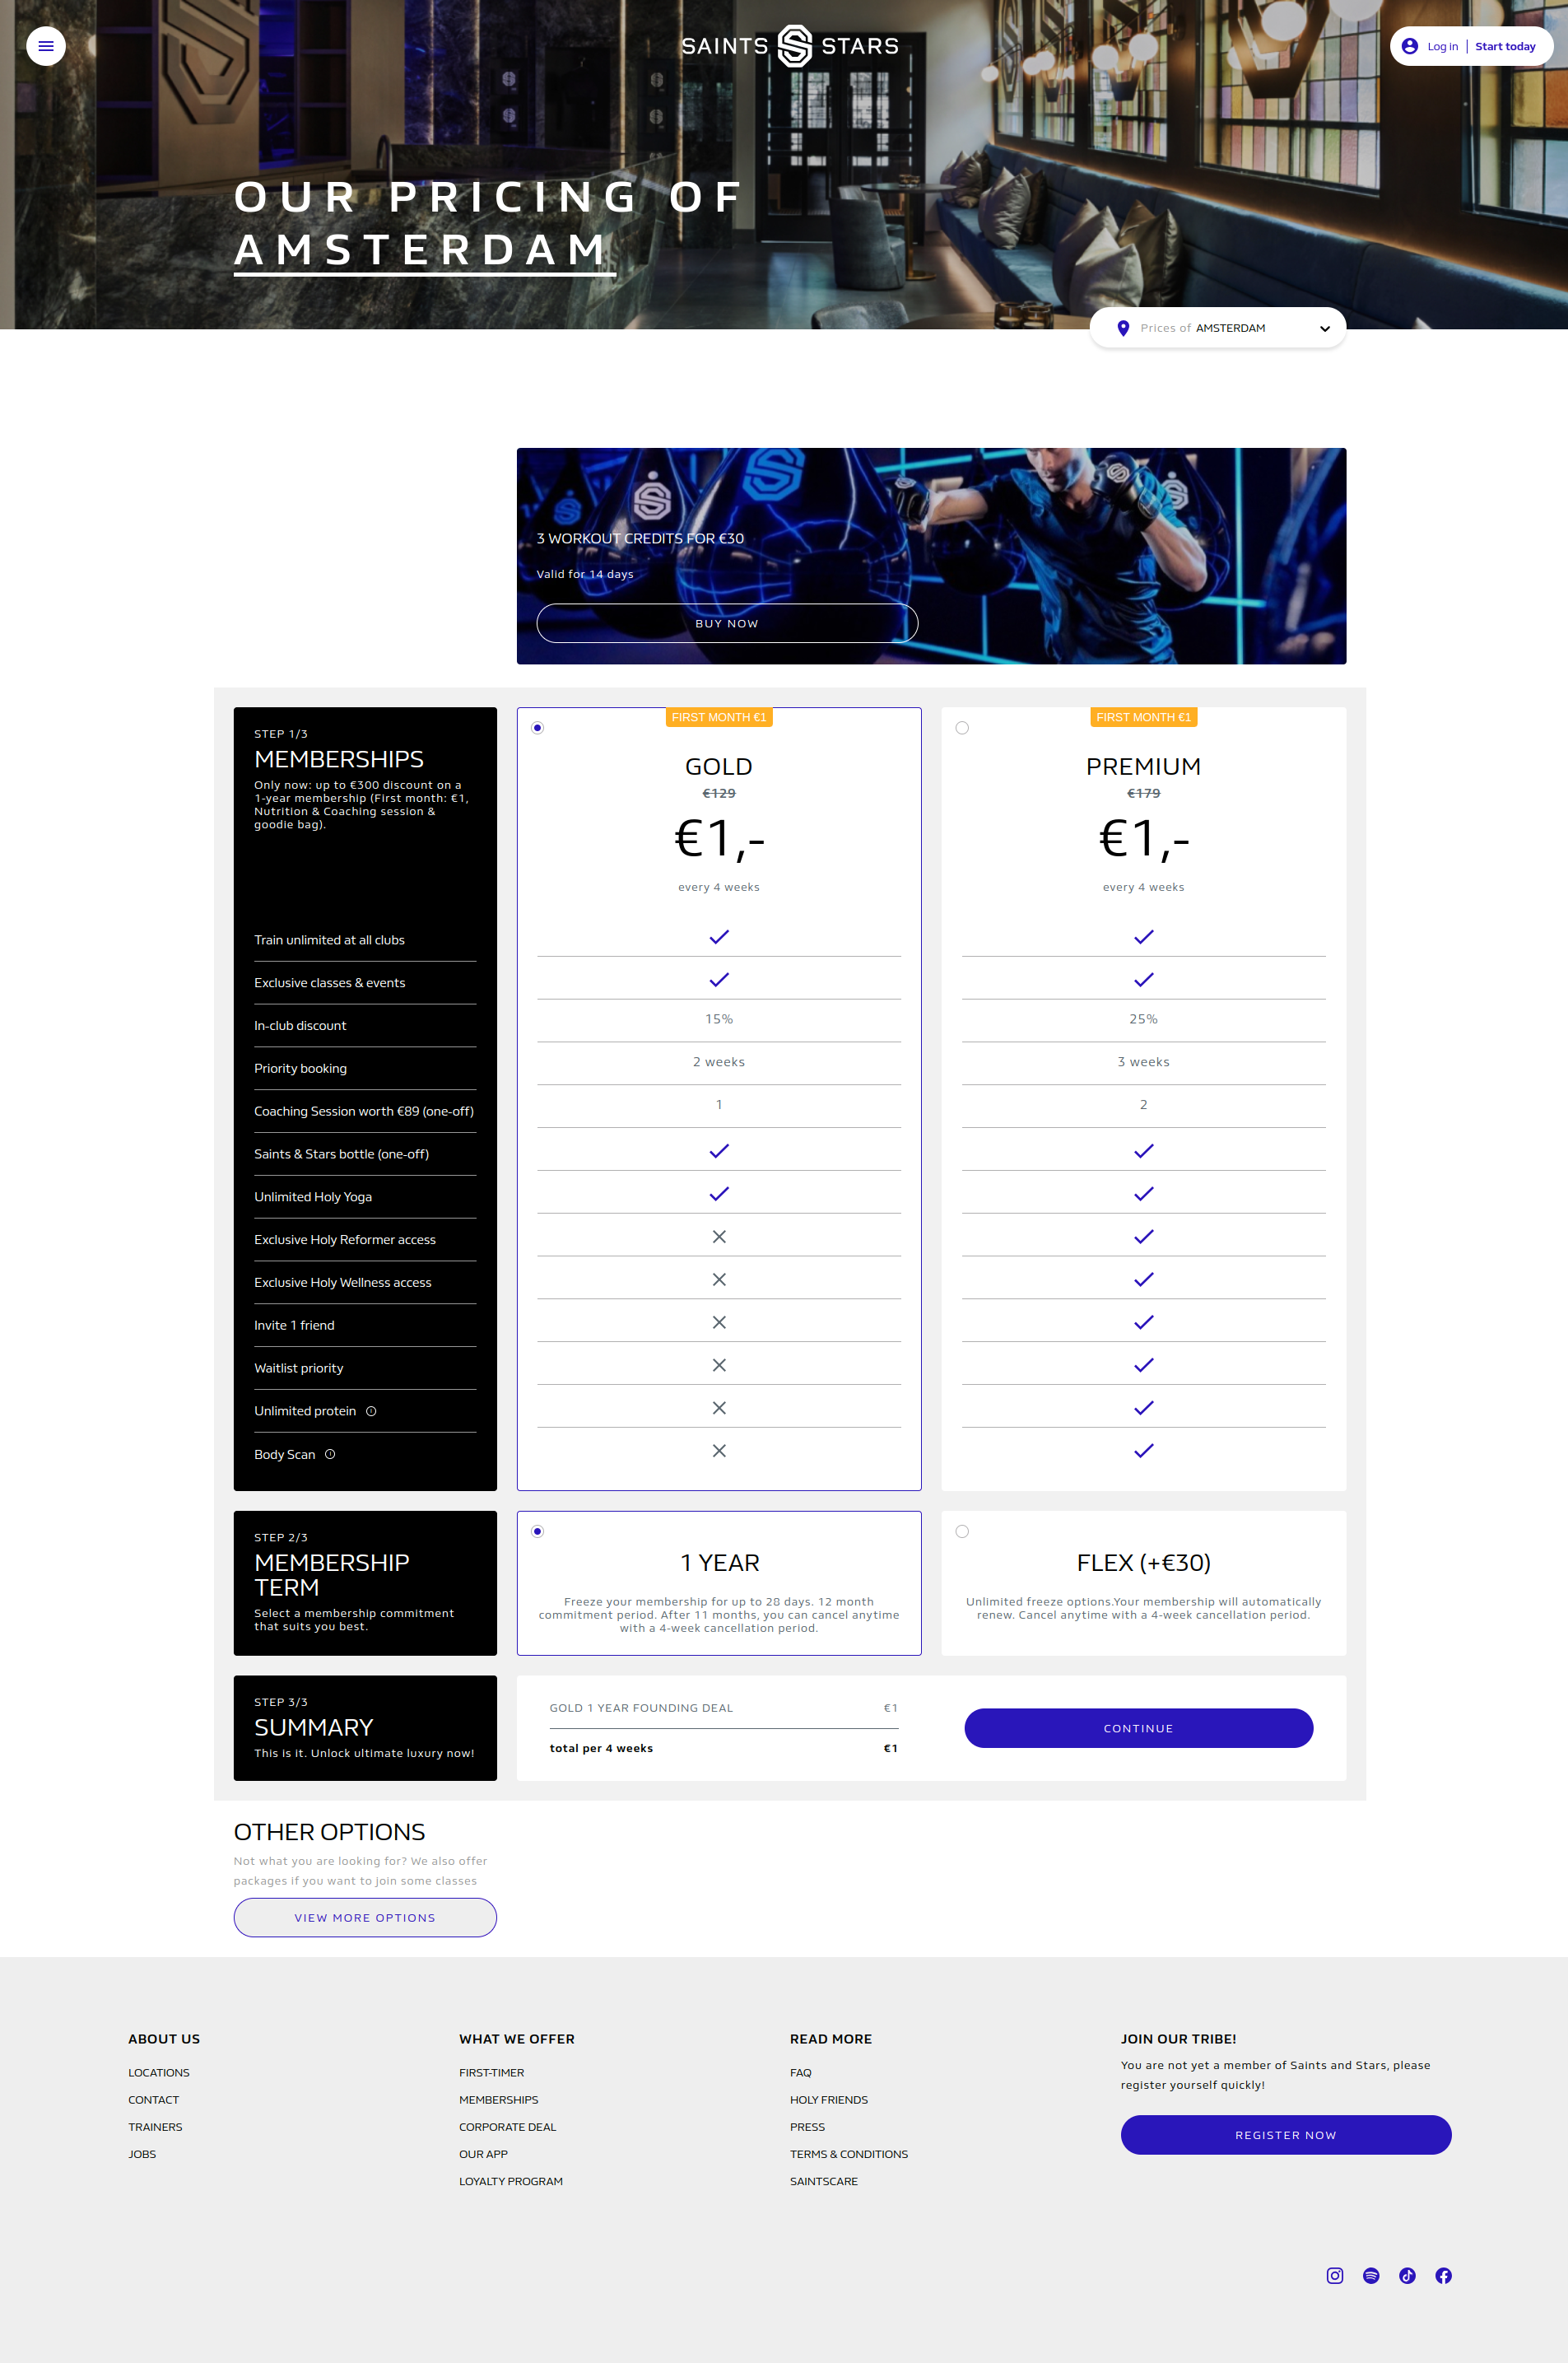 SAINTS STARS
Log in | Start today
OUR PRICING OF
AMSTERDAM
Prices of AMSTERDAM
3 WORKOUT CREDITS FOR €30
Valid for 14 days
BUY NOW
STEP 1/3
MEMBERSHIPS
Only now: up to €300 discount on a
1-year membership (First month: €1,
Nutrition & Coaching session &
goodie bag).
Train unlimited at all clubs
Exclusive classes & events
In-club discount
Priority booking
Coaching Session worth €89 (one-off)
Saints & Stars bottle (one-off)
Unlimited Holy Yoga
Exclusive Holy Reformer access
Exclusive Holy Wellness access
Invite 1 friend
Waitlist priority
Unlimited protein
Body Scan
FIRST MONTH €1
GOLD
€129
€1,-
every 4 weeks
15%
2 weeks
1
FIRST MONTH €1
PREMIUM
€179
€1,-
every 4 weeks
25%
3 weeks
2
STEP 2/3
MEMBERSHIP
TERM
Select a membership commitment
that suits you best.
1 YEAR
Freeze your membership for up to 28 days. 12 month
commitment period. After 11 months, you can cancel anytime
with a 4-week cancellation period.
FLEX (+€30)
Unlimited freeze options.Your membership will automatically
renew. Cancel anytime with a 4-week cancellation period.
STEP 3/3
SUMMARY
This is it. Unlock ultimate luxury now!
GOLD 1 YEAR FOUNDING DEAL €1
total per 4 weeks €1
CONTINUE
OTHER OPTIONS
Not what you are looking for? We also offer
packages if you want to join some classes
VIEW MORE OPTIONS
ABOUT US
LOCATIONS
CONTACT
TRAINERS
JOBS
WHAT WE OFFER
FIRST-TIMER
MEMBERSHIPS
CORPORATE DEAL
OUR APP
LOYALTY PROGRAM
READ MORE
FAQ
HOLY FRIENDS
PRESS
TERMS & CONDITIONS
SAINTSCARE
JOIN OUR TRIBE!
You are not yet a member of Saints and Stars, please
register yourself quickly!
REGISTER NOW